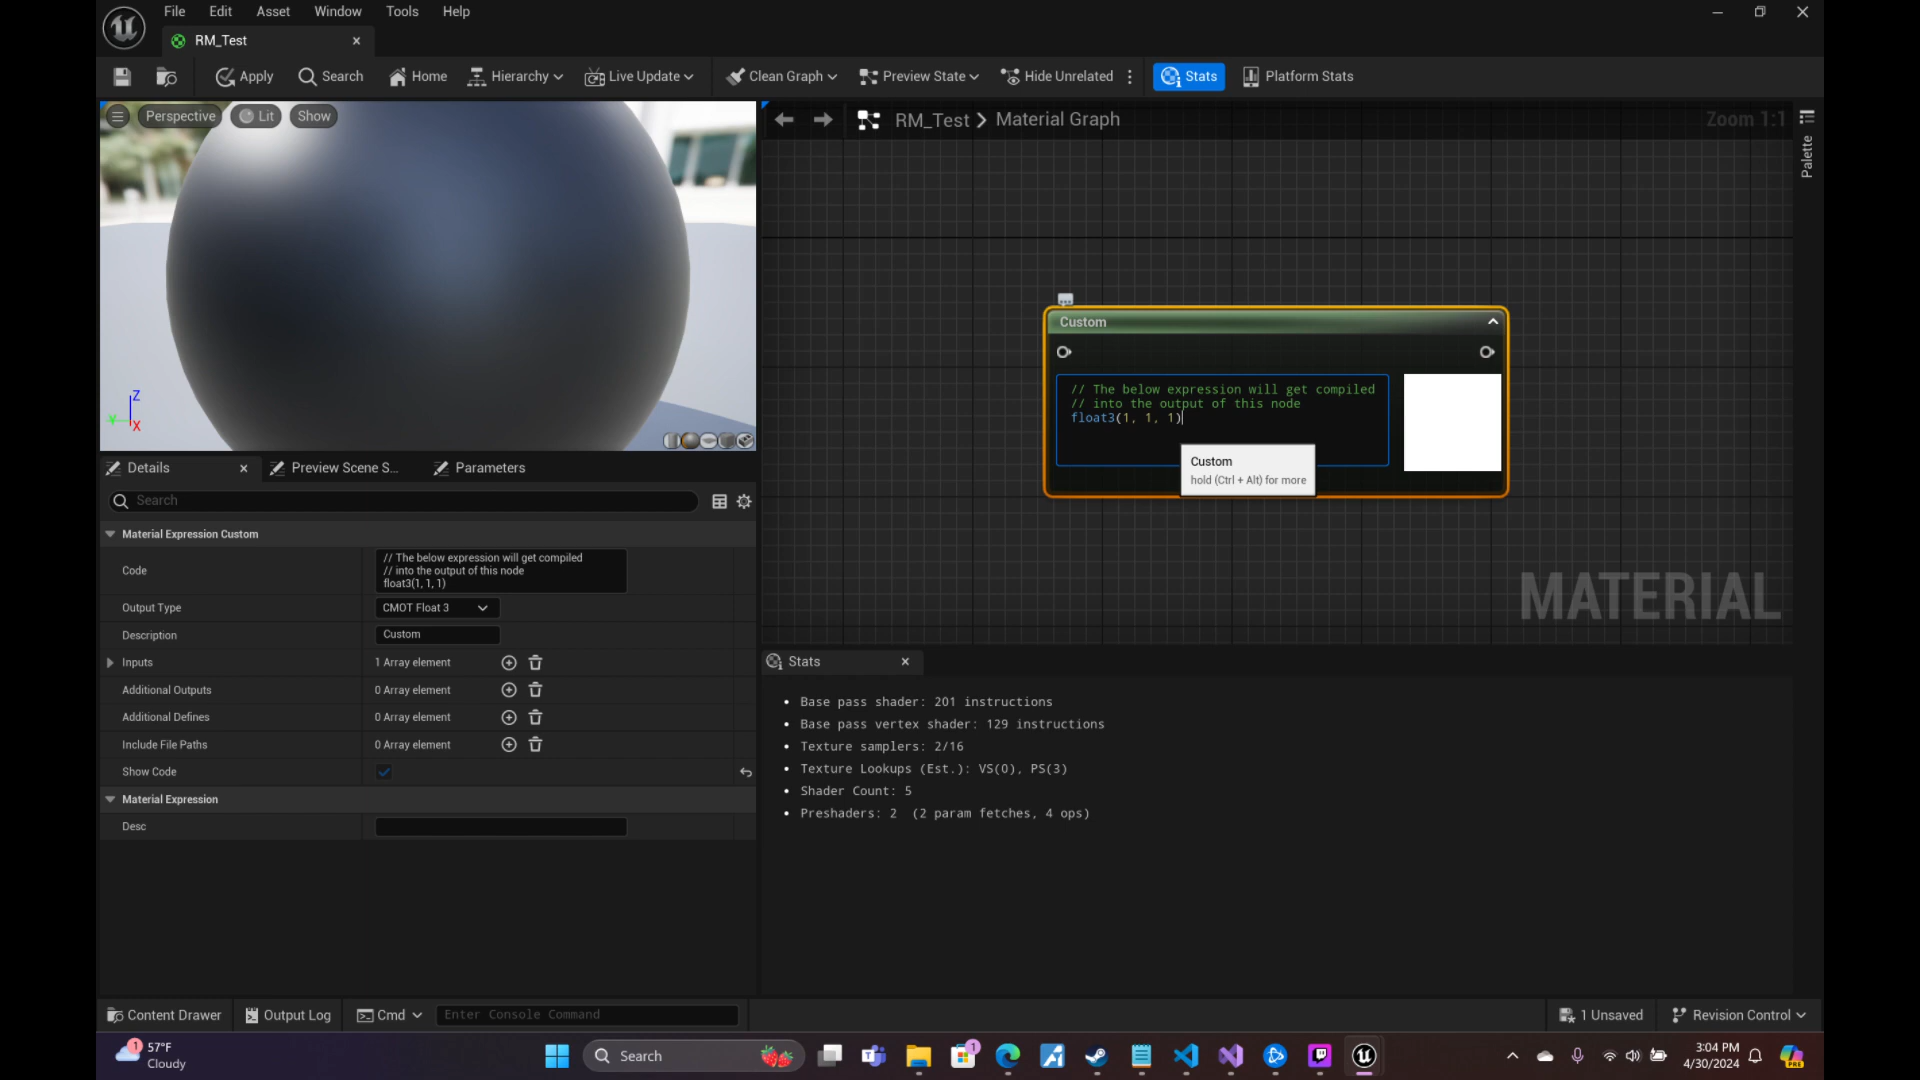 File Edit Asset Window Tools Help
RM_Test
Apply Search Home Hierarchy Live Update Clean Graph Preview State Hide Unrelated Stats Platform Stats
Perspective Lit Show
RM_Test Material Graph
Zoom 1:1
Palette
Custom
// The below expression will get compiled
// into the output of this node
float3(1, 1, 1)
Custom
hold (Ctrl + Alt) for more
MATERIAL
Z
Y
X
Details Preview Scene S... Parameters
Search
Material Expression Custom
Code
// The below expression will get compiled
// into the output of this node
float3(1, 1, 1)
Output Type CMOT Float 3
Description Custom
Inputs 1 Array element
Additional Outputs 0 Array element
Additional Defines 0 Array element
Include File Paths 0 Array element
Show Code
Material Expression
Desc
Stats
Base pass shader: 201 instructions
Base pass vertex shader: 129 instructions
Texture samplers: 2/16
Texture Lookups (Est.): VS(0), PS(3)
Shader Count: 5
Preshaders: 2 (2 param fetches, 4 ops)
Content Drawer Output Log Cmd Enter Console Command 1 Unsaved Revision Control
1
57°F
Cloudy
Search
1
3:04 PM
4/30/2024
PRE